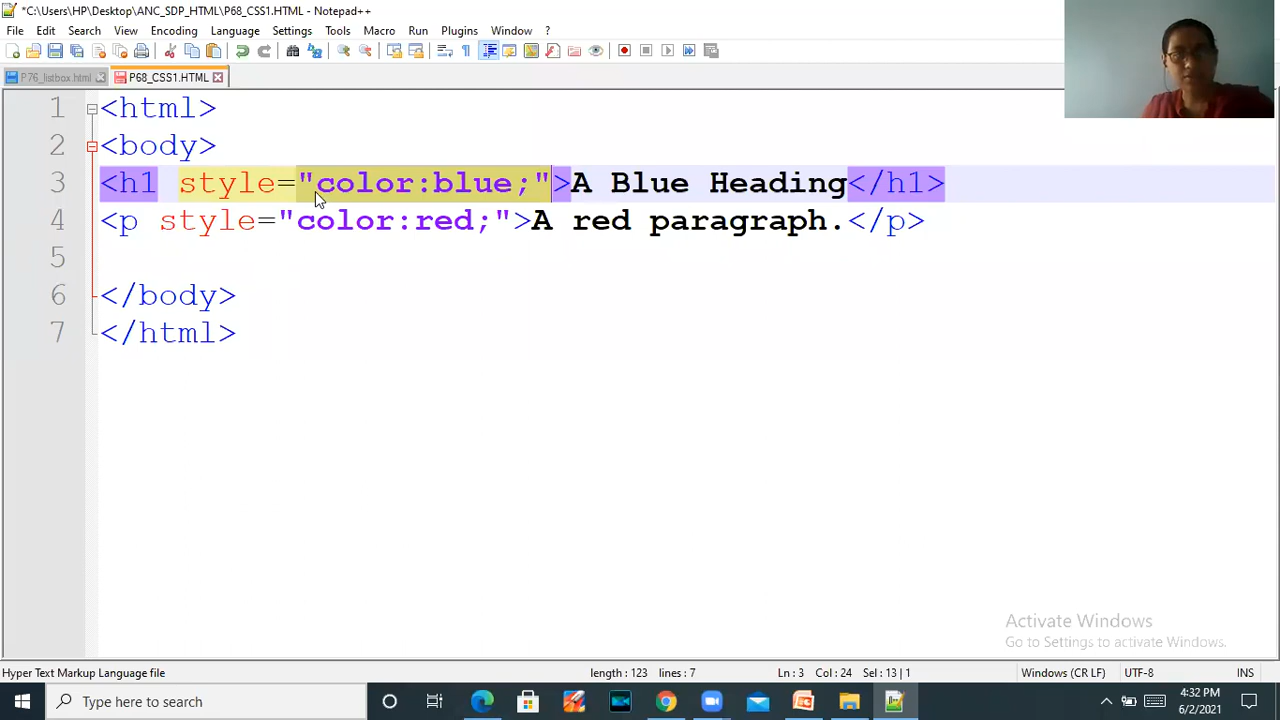 *C:\Users\HP\Desktop\ANC_SDP_HTML\P68_CSS1.HTML - Notepad++
File Edit Search View Encoding Language Settings Tools Macro Run Plugins Window ?
P76_listbox.html P68_CSS1.HTML
1 <html>
2 <body>
3 <h1 style="color:blue;">A Blue Heading</h1>
4 <p style="color:red;">A red paragraph.</p>
5
6 </body>
7 </html>
Activate Windows
Go to Settings to activate Windows.
Hyper Text Markup Language file length : 123 lines : 7 Ln : 3 Col : 24 Sel : 13 | 1 Windows (CR LF) UTF-8 INS
Type here to search
4:32 PM
6/2/2021